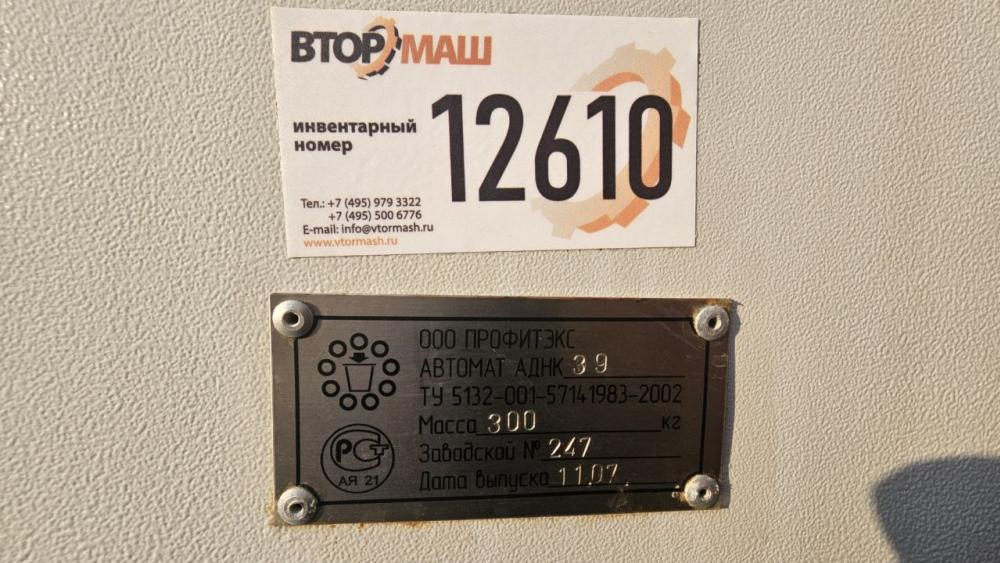 ВТОРМАШ
инвентарный
номер
12610
Тел.: +7 (495) 979 3322
+7 (495) 500 6776
E-mail: info@vtormash.ru
www.vtormash.ru
ООО ПРОФИТЭКС
АВТОМАТ АДНК 39
ТУ 5132-001-57141983-2002
Масса 300 кг
Заводской № 247
Дата выпуска 11.07.
РСТ
АЯ 21